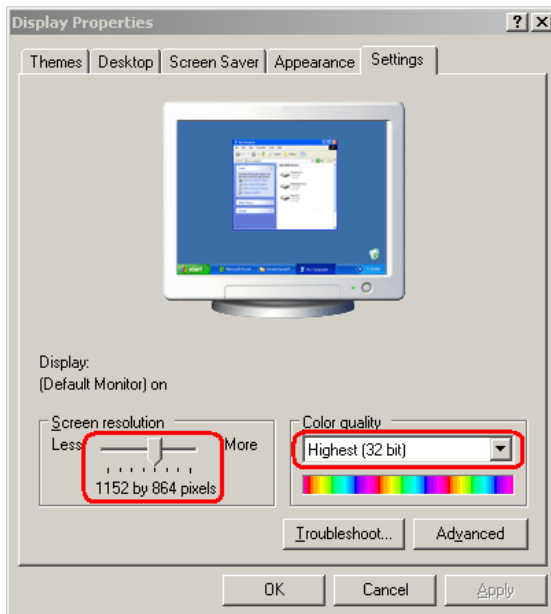 Display Properties
Themes Desktop Screen Saver Appearance Settings
Display:
(Default Monitor) on
Screen resolution
Less More
1152 by 864 pixels
Color quality
Highest (32 bit)
Troubleshoot... Advanced
OK Cancel Apply